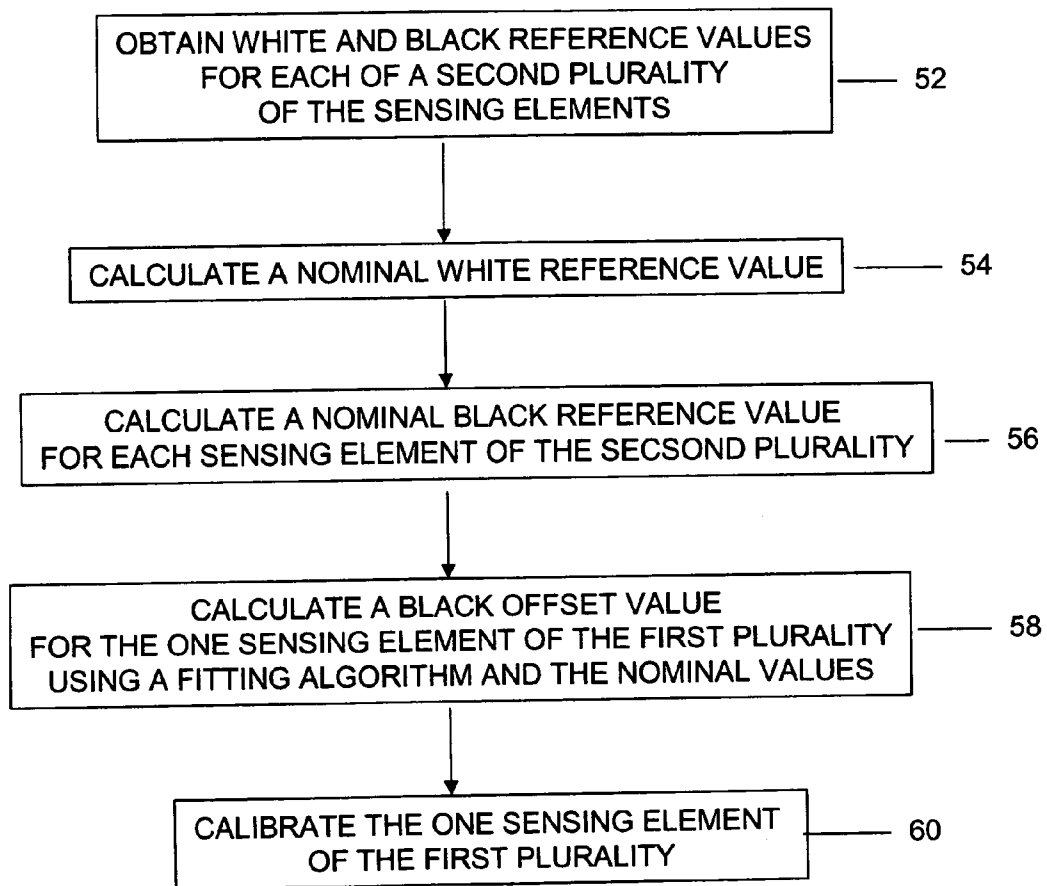 OBTAIN WHITE AND BLACK REFERENCE VALUES
FOR EACH OF A SECOND PLURALITY
OF THE SENSING ELEMENTS
52
CALCULATE A NOMINAL WHITE REFERENCE VALUE
54
CALCULATE A NOMINAL BLACK REFERENCE VALUE
FOR EACH SENSING ELEMENT OF THE SECSOND PLURALITY
56
CALCULATE A BLACK OFFSET VALUE
FOR THE ONE SENSING ELEMENT OF THE FIRST PLURALITY
USING A FITTING ALGORITHM AND THE NOMINAL VALUES
58
CALIBRATE THE ONE SENSING ELEMENT
OF THE FIRST PLURALITY
60